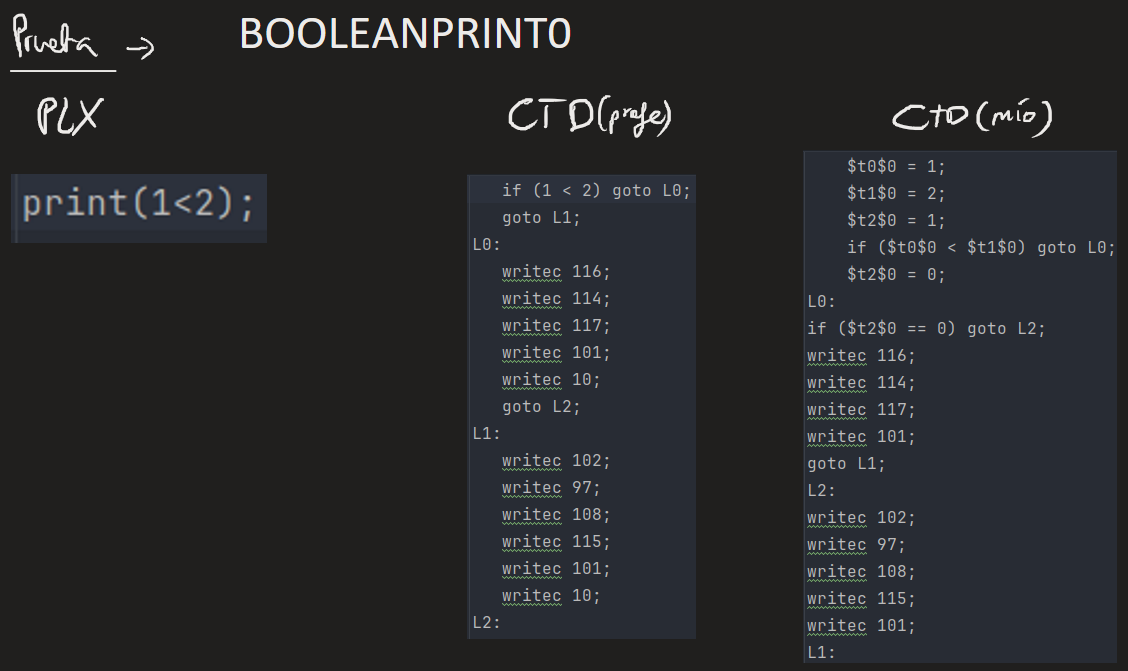 Prueba → BOOLEANPRINT0
PLX
print(1<2);
CTD(profe)
if (1 < 2) goto L0;
goto L1;
L0:
writec 116;
writec 114;
writec 117;
writec 101;
writec 10;
goto L2;
L1:
writec 102;
writec 97;
writec 108;
writec 115;
writec 101;
writec 10;
L2:
CTD(mío)
$t0$0 = 1;
$t1$0 = 2;
$t2$0 = 1;
if ($t0$0 < $t1$0) goto L0;
$t2$0 = 0;
L0:
if ($t2$0 == 0) goto L2;
writec 116;
writec 114;
writec 117;
writec 101;
goto L1;
L2:
writec 102;
writec 97;
writec 108;
writec 115;
writec 101;
L1: